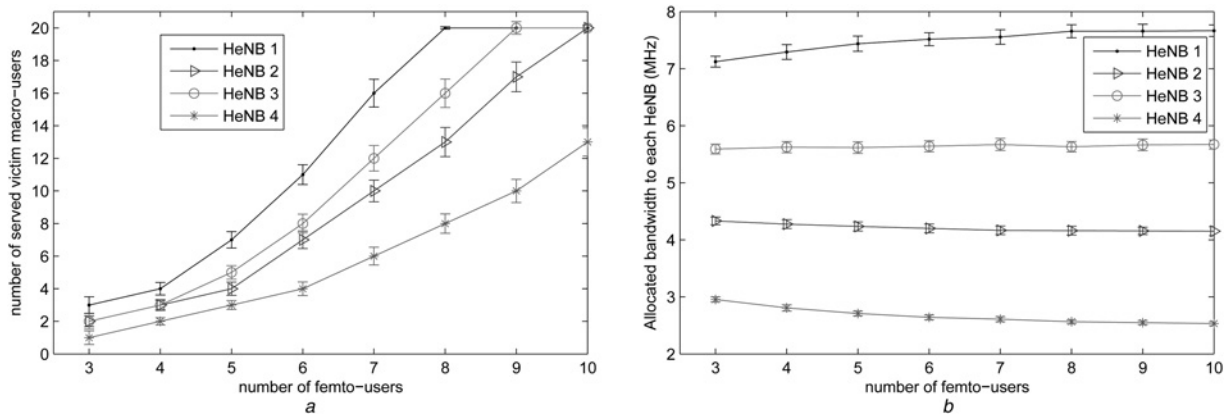 20
18
16
14
12
10
8
6
4
2
0
number of served victim macro-users
HeNB 1
HeNB 2
HeNB 3
HeNB 4
3 4 5 6 7 8 9 10
number of femto-users
a
8
7
6
5
4
3
2
Allocated bandwidth to each HeNB (MHz)
HeNB 1
HeNB 2
HeNB 3
HeNB 4
3 4 5 6 7 8 9 10
number of femto-users
b